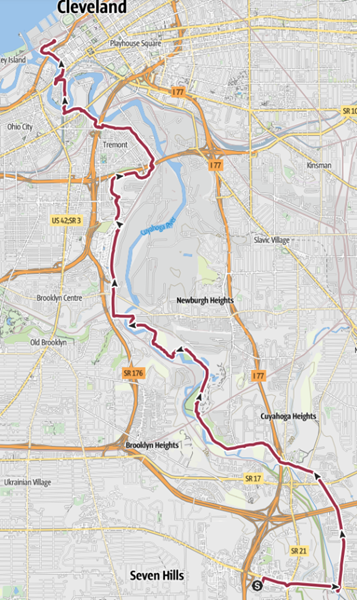 Cleveland
Playhouse Square
ey Island
I 77
SR 10
Ohio City
Tremont
I 77
Kinsman
US 42;SR 3
Cuyahoga River
Slavic Village
Brooklyn Centre
Newburgh Heights
Old Brooklyn
SR 176
I 77
Cuyahoga Heights
Brooklyn Heights
Ukrainian Village
SR 17
SR 21
Seven Hills
S